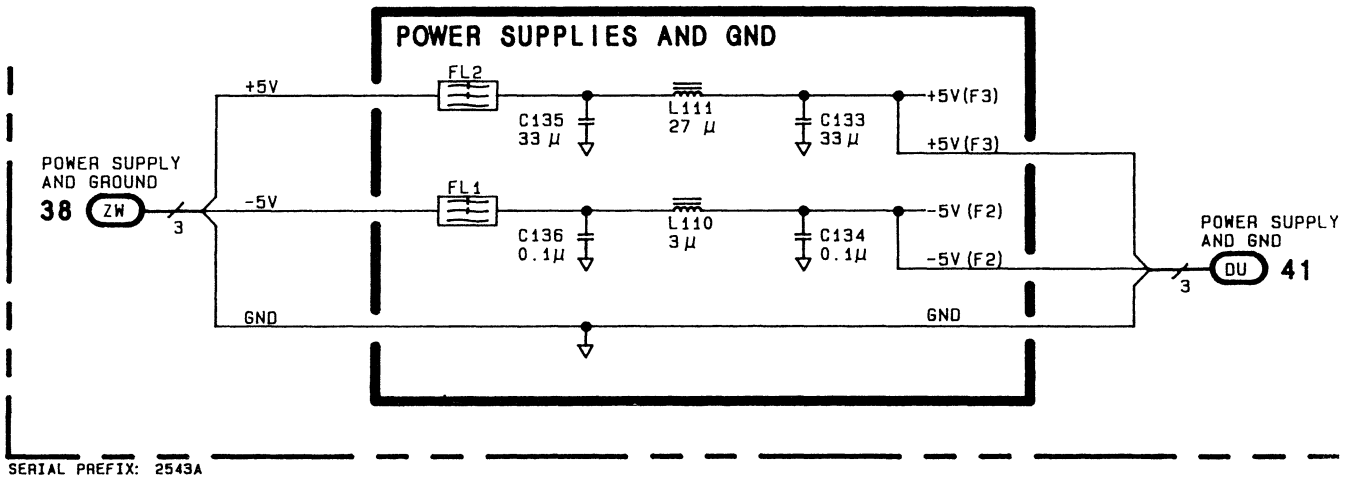 POWER SUPPLIES AND GND
+5V
FL2
C135
33 µ
L111
27 µ
C133
33 µ
+5V(F3)
+5V(F3)
POWER SUPPLY
AND GROUND
38 ZW
3
-5V
FL1
C136
0.1µ
L110
3µ
C134
0.1µ
-5V(F2)
-5V(F2)
POWER SUPPLY
AND GND
DU 41
3
GND
GND
SERIAL PREFIX: 2543A